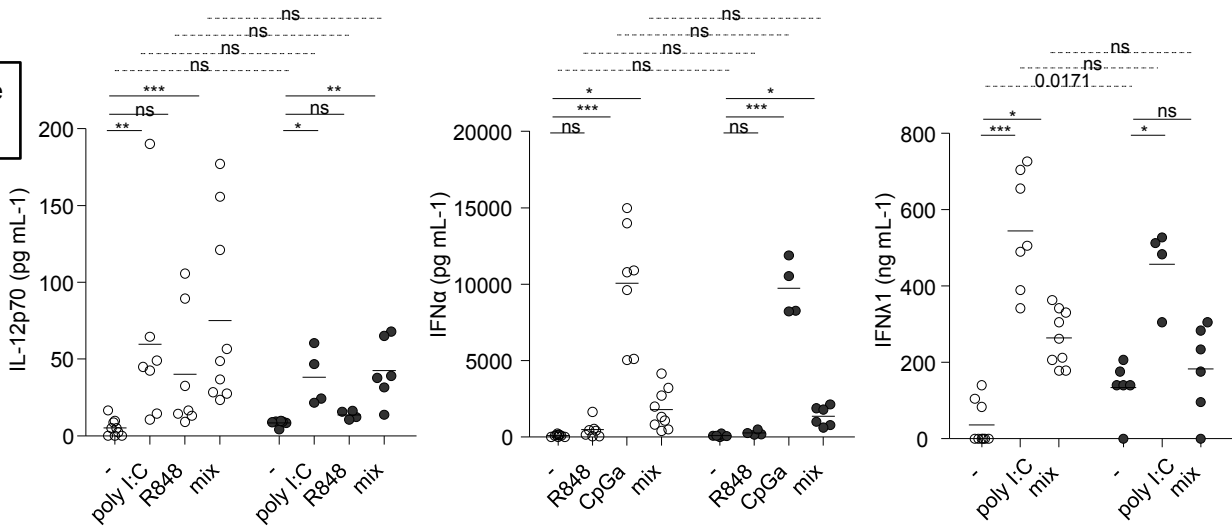 e
ns
ns
ns
ns
***
ns
**
**
ns
*
IL-12p70 (pg mL-1)
200
150
100
50
0
-
poly I:C
R848
mix
-
poly I:C
R848
mix
ns
ns
ns
ns
*
***
ns
*
***
ns
IFNα (pg mL-1)
20000
15000
10000
5000
0
-
R848
CpGa
mix
-
R848
CpGa
mix
ns
ns
0.0171
*
***
ns
*
IFNλ1 (ng mL-1)
800
600
400
200
0
-
poly I:C
mix
-
poly I:C
mix